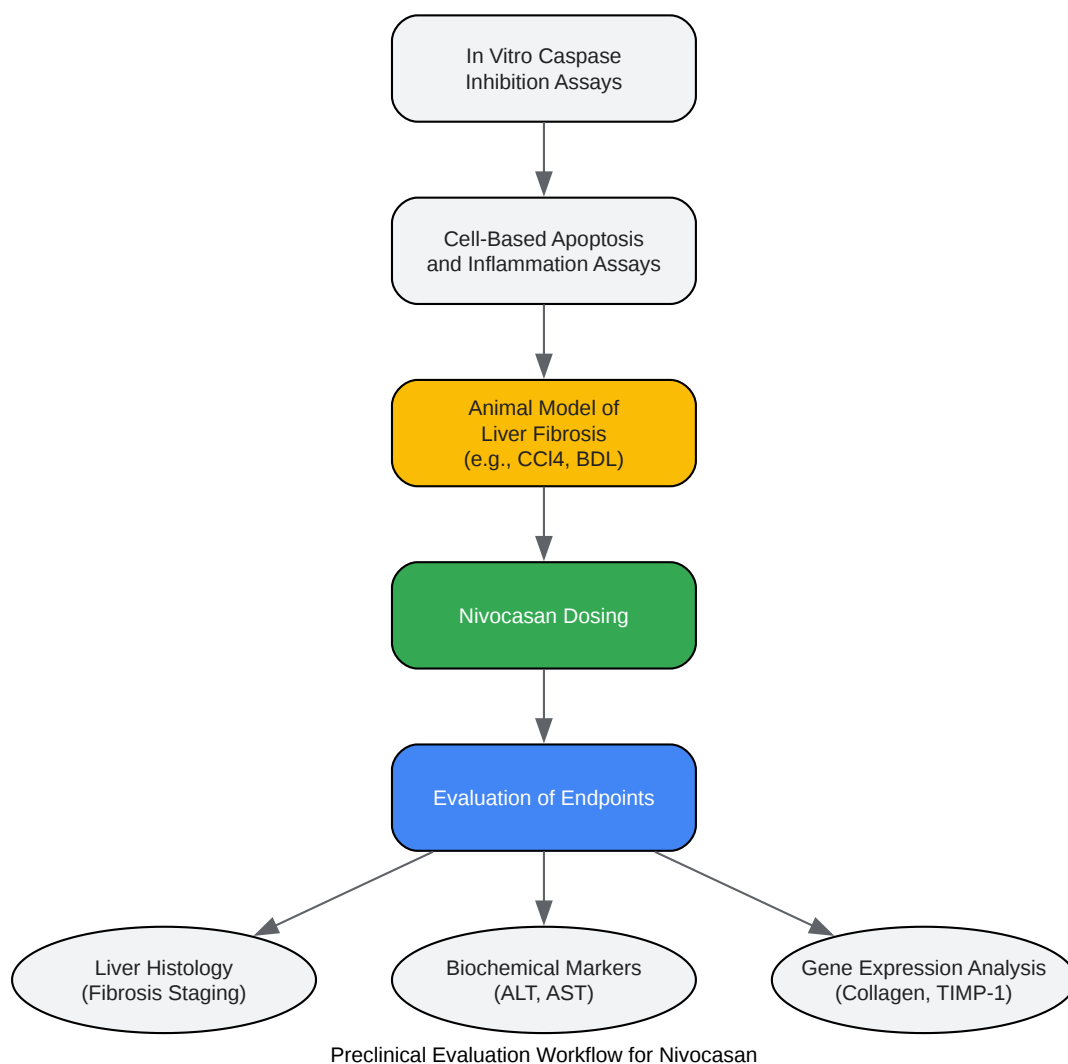 In Vitro Caspase
Inhibition Assays
Cell-Based Apoptosis
and Inflammation Assays
Animal Model of
Liver Fibrosis
(e.g., CCl4, BDL)
Nivocasan Dosing
Evaluation of Endpoints
Liver Histology
(Fibrosis Staging)
Biochemical Markers
(ALT, AST)
Gene Expression Analysis
(Collagen, TIMP-1)
Preclinical Evaluation Workflow for Nivocasan